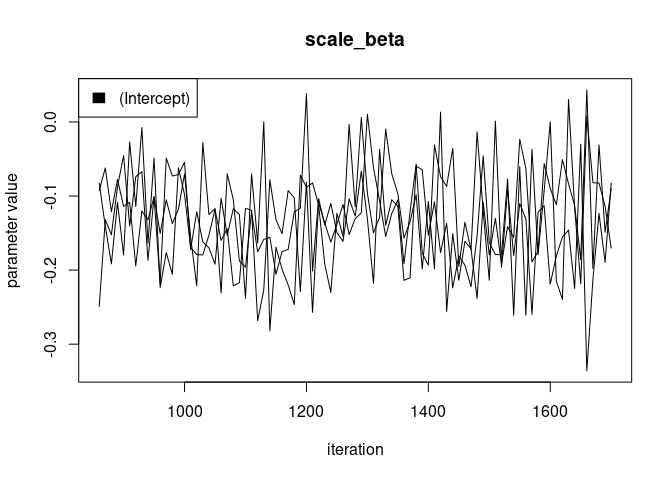 scale_beta
(Intercept)
0.0
-0.1
-0.2
-0.3
parameter value
1000 1200 1400 1600
iteration